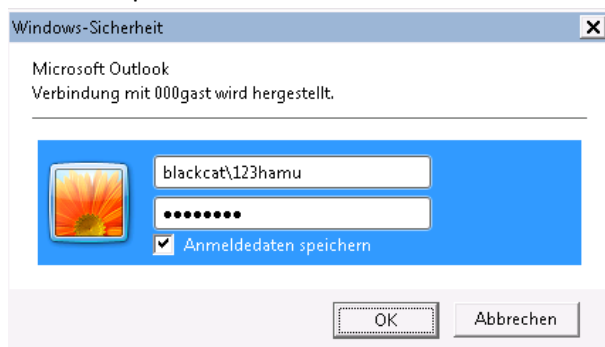 Windows-Sicherheit
Microsoft Outlook
Verbindung mit 000gast wird hergestellt.
blackcat\123hamu
●●●●●●●●
Anmeldedaten speichern
OK
Abbrechen